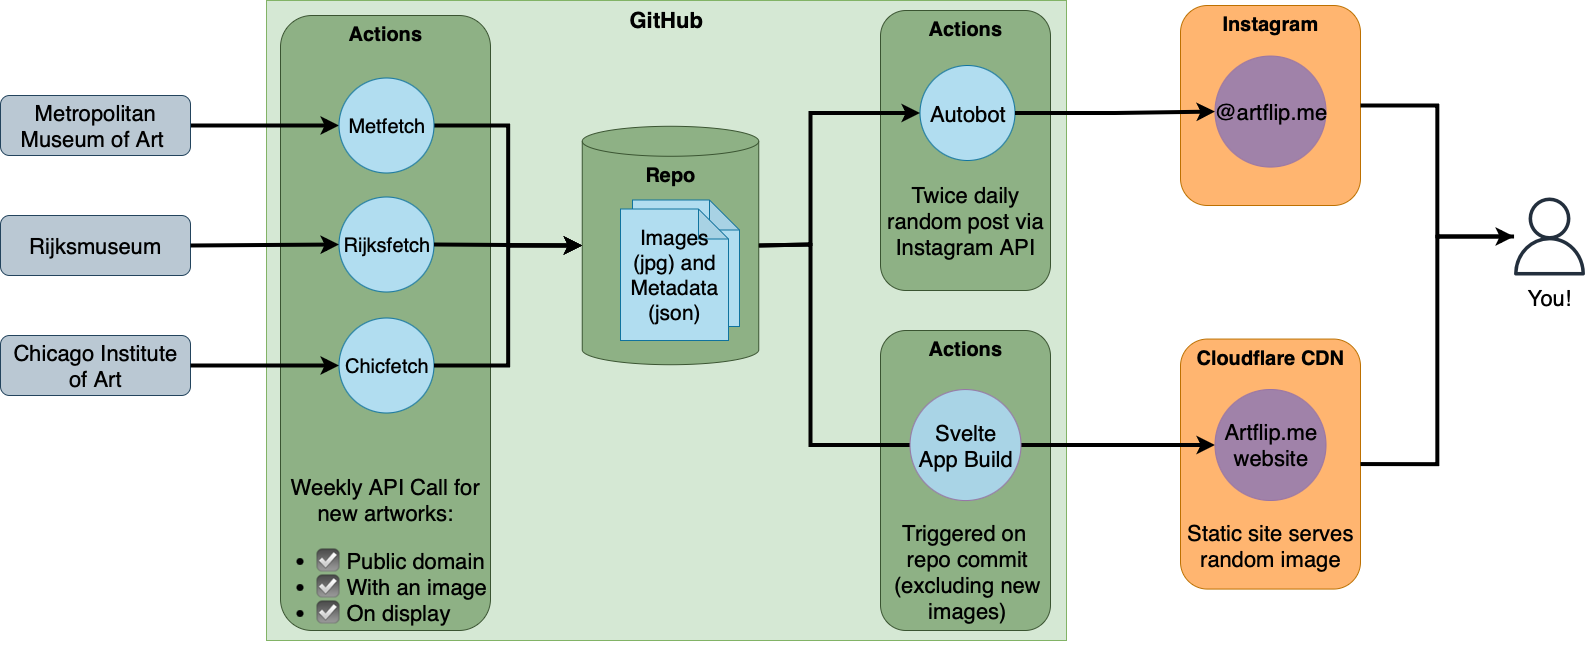 GitHub
Actions
Metropolitan
Museum of Art
Metfetch
Rijksmuseum
Rijksfetch
Chicago Institute
of Art
Chicfetch
Weekly API Call for
new artworks:
• ☑ Public domain
• ☑ With an image
• ☑ On display
Repo
Images
(jpg) and
Metadata
(json)
Actions
Autobot
Twice daily
random post via
Instagram API
Actions
Svelte
App Build
Triggered on
repo commit
(excluding new
images)
Instagram
@artflip.me
Cloudflare CDN
Artflip.me
website
Static site serves
random image
You!